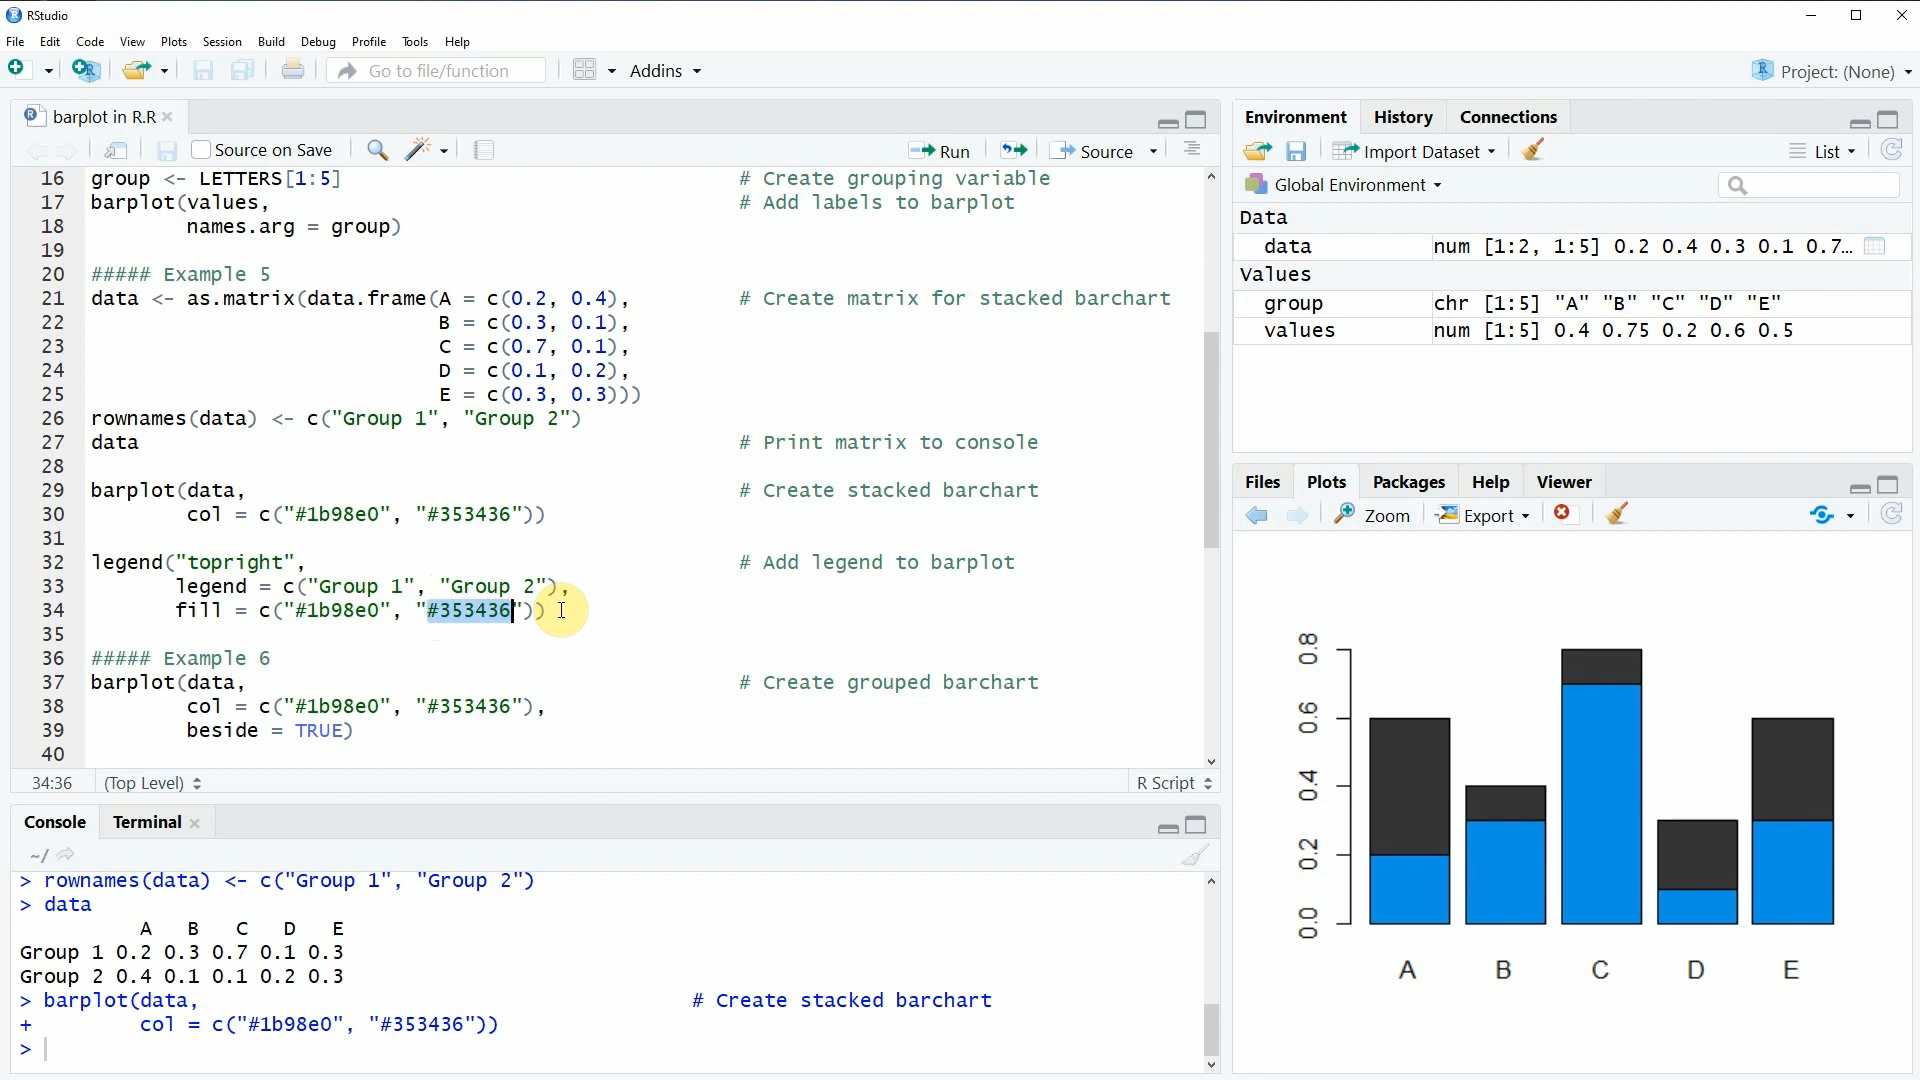 RStudio
File Edit Code View Plots Session Build Debug Profile Tools Help
Go to file/function Addins Project: (None)
barplot in R.R
Source on Save Run Source
16 group <- LETTERS[1:5] # Create grouping variable
17 barplot(values, # Add labels to barplot
18 names.arg = group)
19
20 ##### Example 5
21 data <- as.matrix(data.frame(A = c(0.2, 0.4), # Create matrix for stacked barchart
22 B = c(0.3, 0.1),
23 C = c(0.7, 0.1),
24 D = c(0.1, 0.2),
25 E = c(0.3, 0.3)))
26 rownames(data) <- c("Group 1", "Group 2")
27 data # Print matrix to console
28
29 barplot(data, # Create stacked barchart
30 col = c("#1b98e0", "#353436"))
31
32 legend("topright", # Add legend to barplot
33 legend = c("Group 1", "Group 2"),
34 fill = c("#1b98e0", "#353436"))
35
36 ##### Example 6
37 barplot(data, # Create grouped barchart
38 col = c("#1b98e0", "#353436"),
39 beside = TRUE)
40
34:36 (Top Level) R Script
Console Terminal
~/
> rownames(data) <- c("Group 1", "Group 2")
> data
A B C D E
Group 1 0.2 0.3 0.7 0.1 0.3
Group 2 0.4 0.1 0.1 0.2 0.3
> barplot(data, # Create stacked barchart
+ col = c("#1b98e0", "#353436"))
>
Environment History Connections
Import Dataset List
Global Environment
Data
data num [1:2, 1:5] 0.2 0.4 0.3 0.1 0.7...
Values
group chr [1:5] "A" "B" "C" "D" "E"
values num [1:5] 0.4 0.75 0.2 0.6 0.5
Files Plots Packages Help Viewer
Zoom Export
0.8
0.6
0.4
0.2
0.0
A B C D E